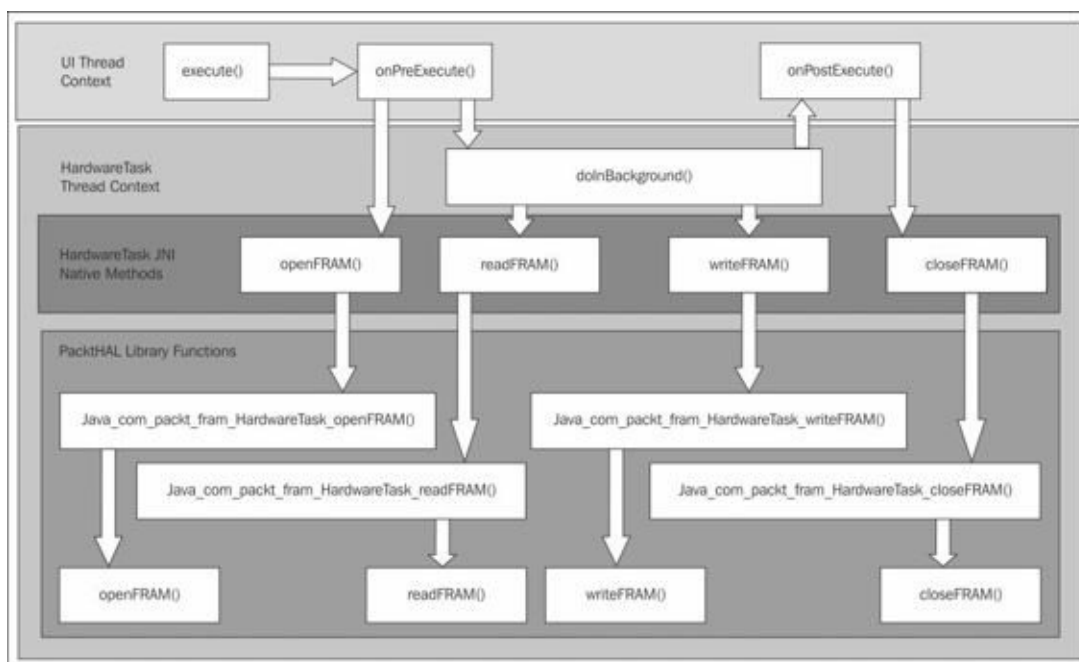 UI Thread
Context
execute()
onPreExecute()
onPostExecute()
HardwareTask
Thread Context
doInBackground()
HardwareTask JNI
Native Methods
openFRAM()
readFRAM()
writeFRAM()
closeFRAM()
PacktHAL Library Functions
Java_com_packt_fram_HardwareTask_openFRAM()
Java_com_packt_fram_HardwareTask_writeFRAM()
Java_com_packt_fram_HardwareTask_readFRAM()
Java_com_packt_fram_HardwareTask_closeFRAM()
openFRAM()
readFRAM()
writeFRAM()
closeFRAM()